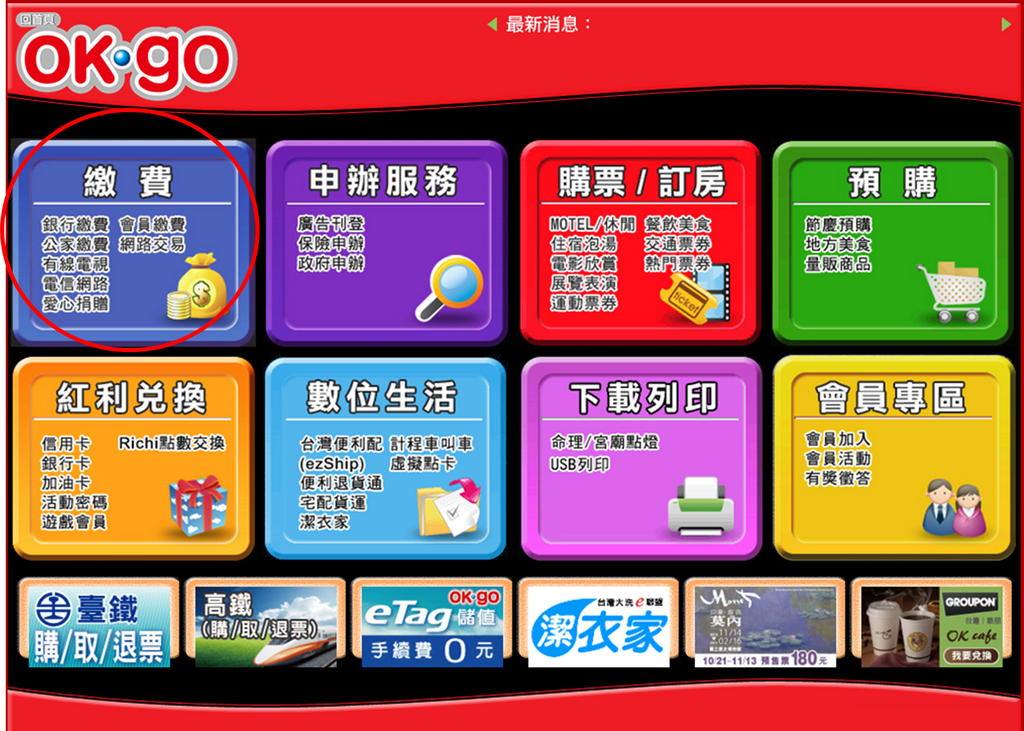 回首頁
OK·go
最新消息：
繳 費
銀行繳費 會員繳費
公家繳費 網路交易
有線電視
電信網路
愛心捐贈
申辦服務
廣告刊登
保險申辦
政府申辦
購票/訂房
MOTEL/休閒 餐飲美食
住宿泡湯 交通票券
電影欣賞 熱門票券
展覽表演
運動票券
ticket
預 購
節慶預購
地方美食
量販商品
紅利兌換
信用卡 Richi點數交換
銀行卡
加油卡
活動密碼
遊戲會員
數位生活
台灣便利配 計程車叫車
(ezShip) 虛擬點卡
便利退貨通
宅配貨運
潔衣家
下載列印
命理/宮廟點燈
USB列印
會員專區
會員加入
會員活動
有獎徵答
臺鐵
購/取/退票
高鐵
(購/取/退票)
OK·go
eTag儲值
手續費 0 元
台灣大洗e聯盟
潔衣家
Monet
莫內
11/14
02/16
10/21-11/13 預售票180元
GROUPON
OK cafe
我要兌換